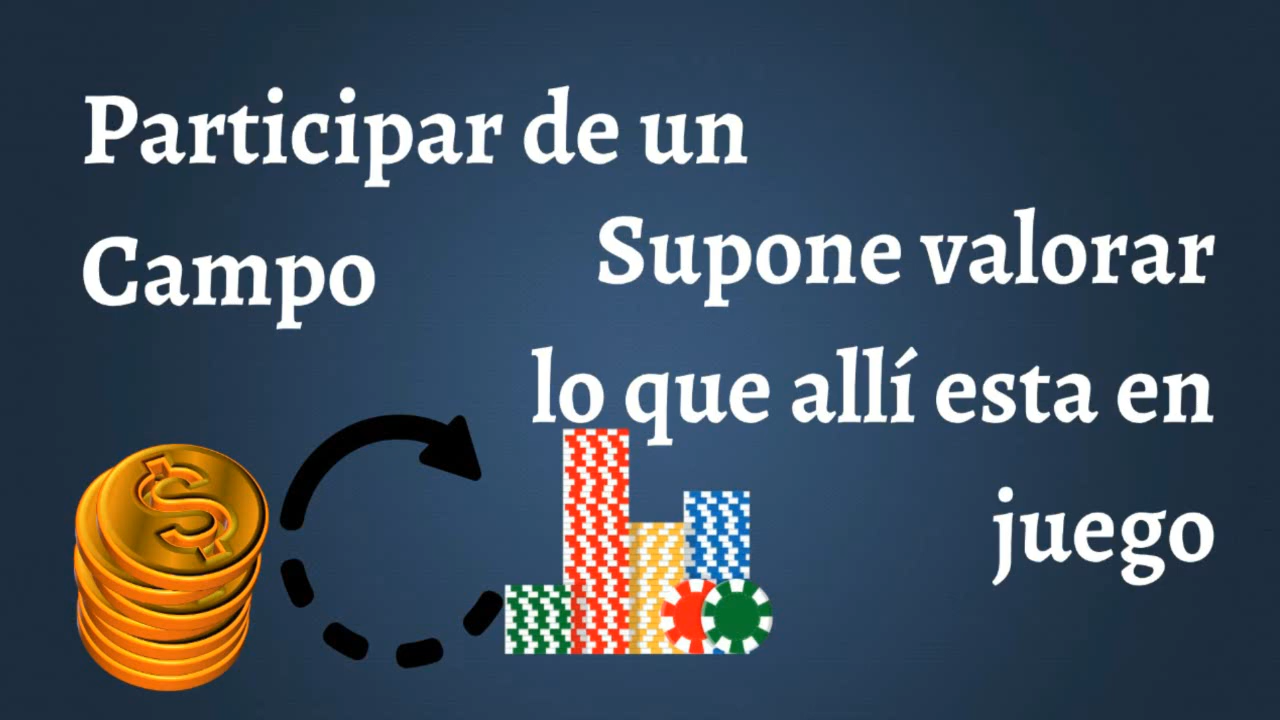 Participar de un
Campo
Supone valorar
lo que allí esta en
juego